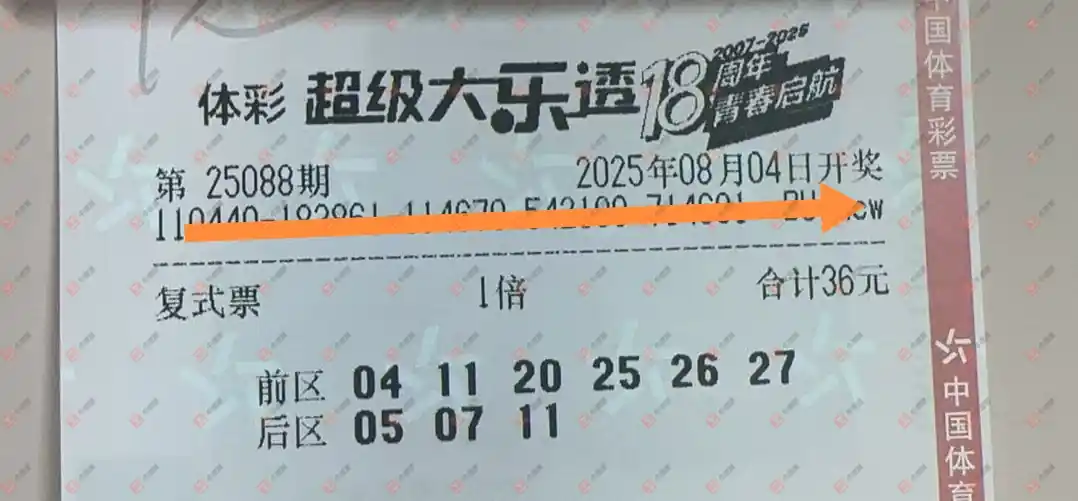 体彩 超级大乐透 18 2007-2025
周年
青春启航
第 25088期 2025年08月04日开奖
复式票 1倍 合计36元
前区 04 11 20 25 26 27
后区 05 07 11
中国体育彩票
中国体育